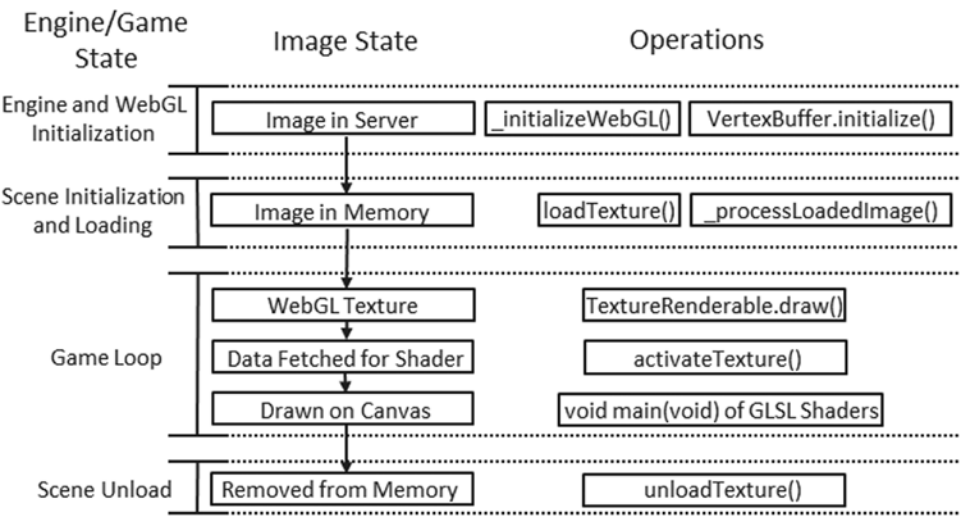 Engine/Game
State
Image State
Operations
Engine and WebGL
Initialization
Image in Server
_initializeWebGL()
VertexBuffer.initialize()
Scene Initialization
and Loading
Image in Memory
loadTexture()
_processLoadedImage()
Game Loop
WebGL Texture
TextureRenderable.draw()
Data Fetched for Shader
activateTexture()
Drawn on Canvas
void main(void) of GLSL Shaders
Scene Unload
Removed from Memory
unloadTexture()